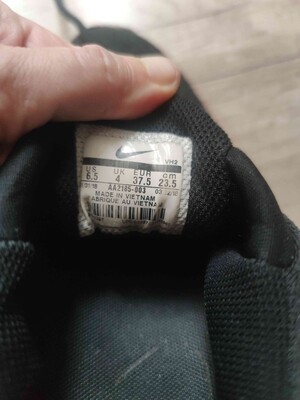 VH3
US UK EUR cm
6.5 4 37.5 23.5
AA2185-003
MADE IN VIETNAM
FABRIQUE AU VIETNAM